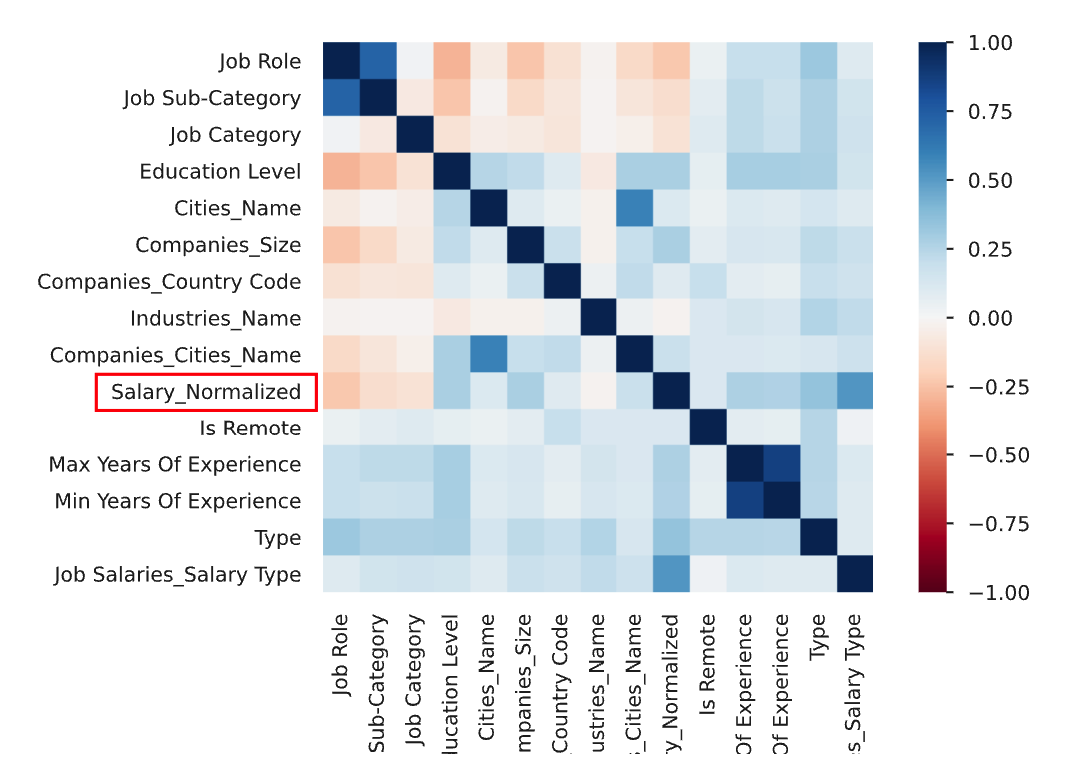 Job Role
Job Sub-Category
Job Category
Education Level
Cities_Name
Companies_Size
Companies_Country Code
Industries_Name
Companies_Cities_Name
Salary_Normalized
Is Remote
Max Years Of Experience
Min Years Of Experience
Type
Job Salaries_Salary Type
1.00
0.75
0.50
0.25
0.00
−0.25
−0.50
−0.75
−1.00
Job Role
Sub-Category
Job Category
lucation Level
Cities_Name
mpanies_Size
Country Code
ustries_Name
s_Cities_Name
y_Normalized
Is Remote
Of Experience
Of Experience
Type
es_Salary Type